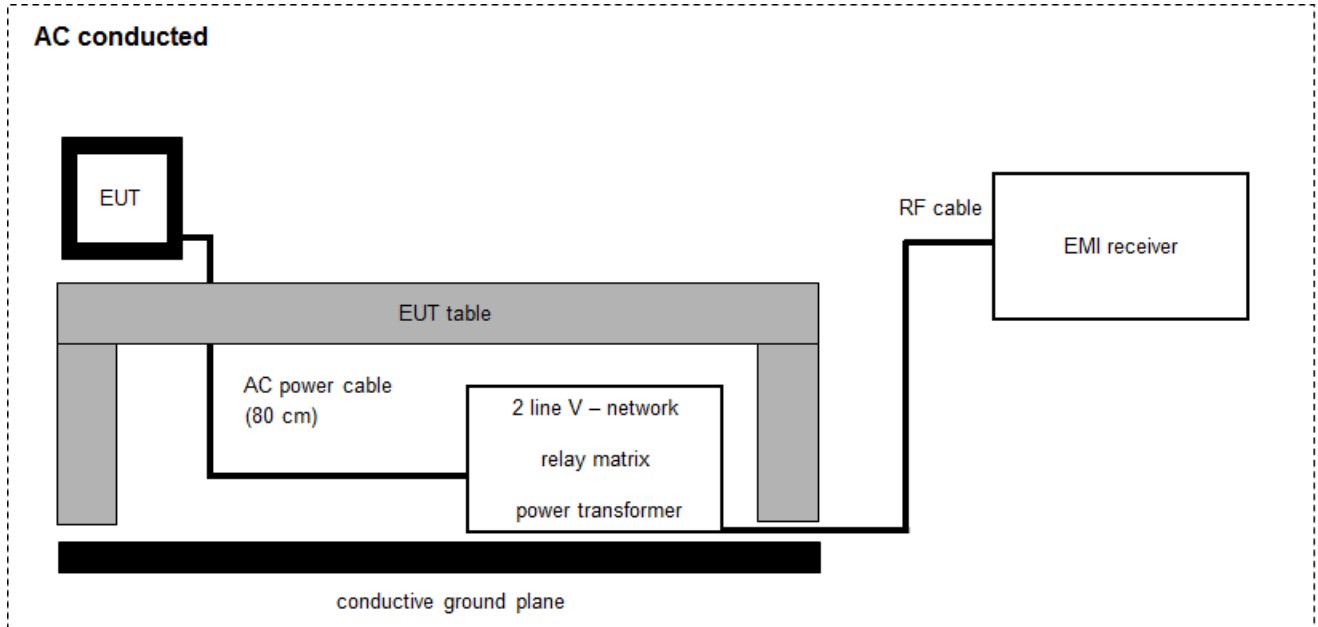 AC conducted
EUT
RF cable
EMI receiver
EUT table
AC power cable
(80 cm)
2 line V – network
relay matrix
power transformer
conductive ground plane